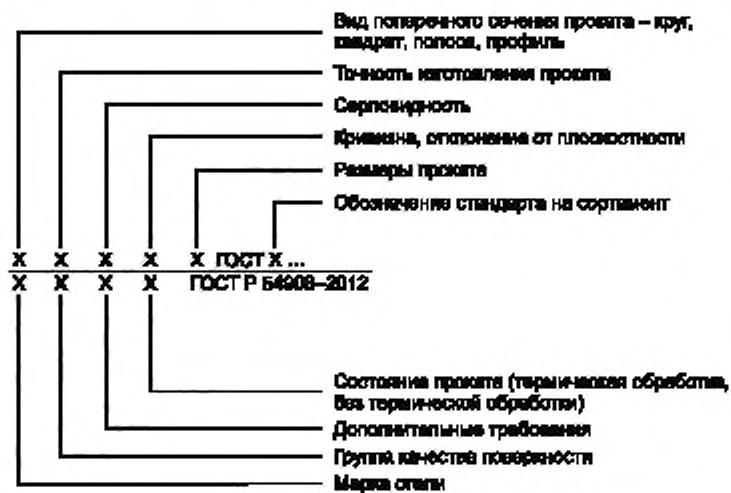 Вид поперечного сечения проката – круг,
квадрат, полоса, профиль
Точность изготовления проката
Серповидность
Кривизна, отклонение от плоскостности
Размеры проката
Обозначение стандарта на сортамент
X X X X X ГОСТ X ...
X X X X ГОСТ Р 54908–2012
Состояние проката (термическая обработка,
без термической обработки)
Дополнительные требования
Группа качества поверхности
Марка стали